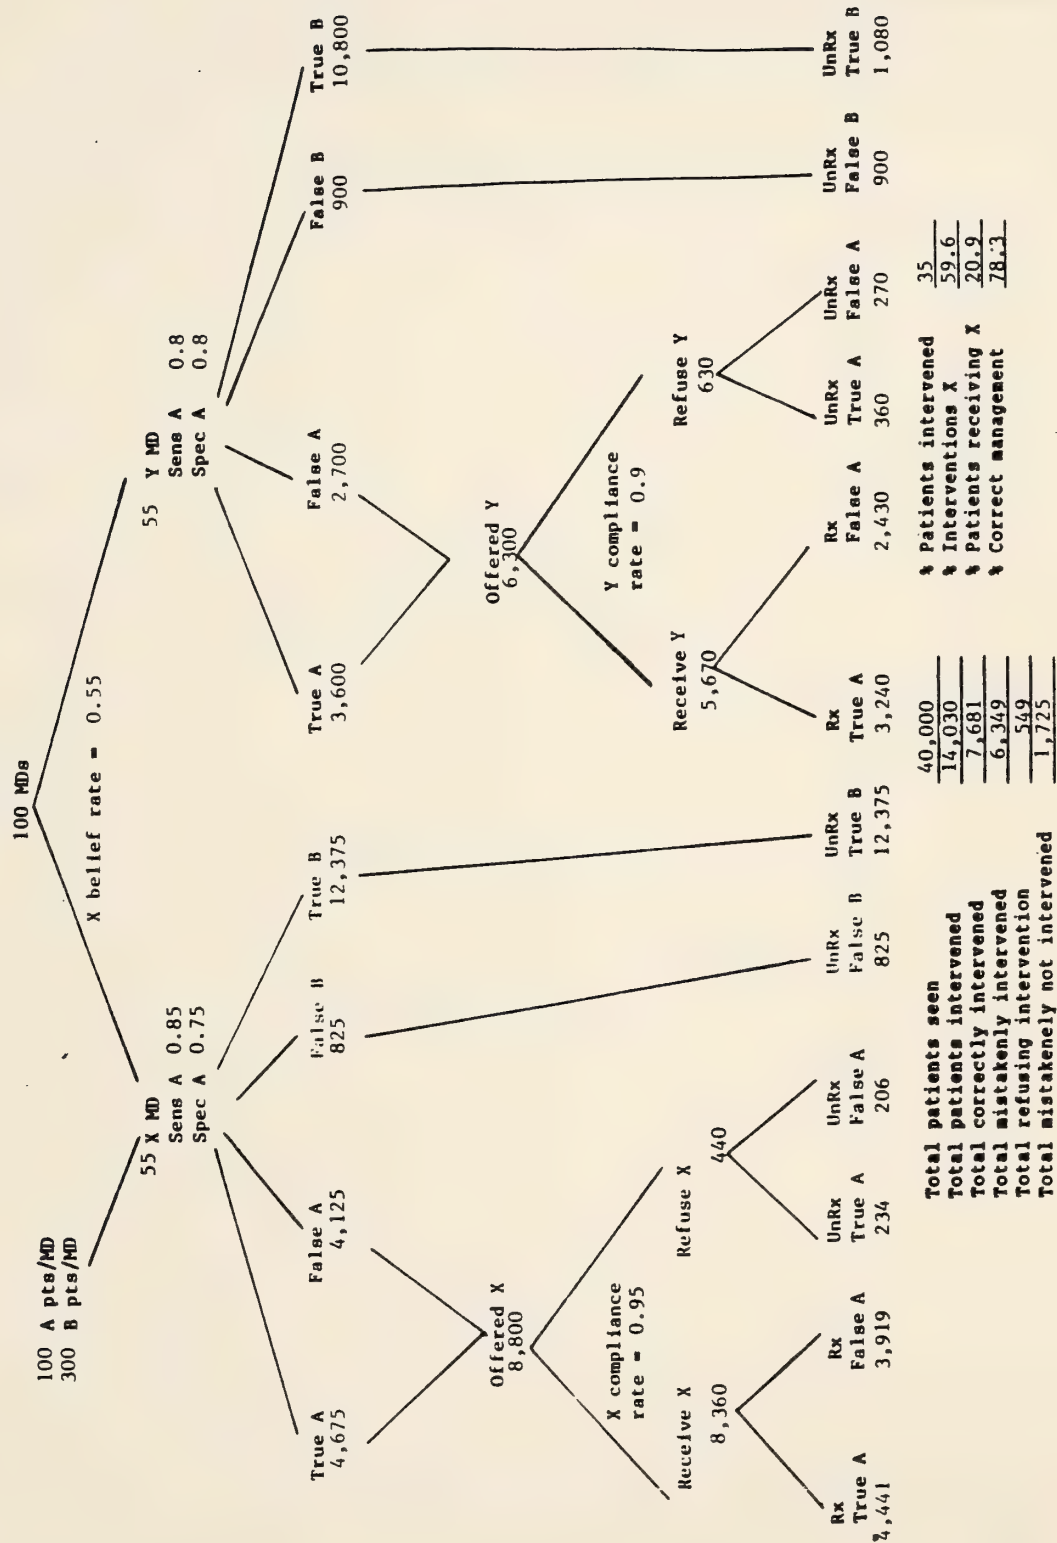 100 MDs
100 A pts/MD
300 B pts/MD
X belief rate = 0.55
55 X MD
Sens A 0.85
Spec A 0.75
55 Y MD
Sens A 0.8
Spec A 0.8
True A
4,675
False A
4,125
False B
825
True B
12,375
True A
3,600
False A
2,700
False B
900
True B
10,800
Offered X
8,800
Offered Y
6,300
X compliance
rate = 0.95
Y compliance
rate = 0.9
Receive X
8,360
Refuse X
440
Receive Y
5,670
Refuse Y
630
Rx
True A
4,441
Rx
False A
3,919
UnRx
True A
234
UnRx
False A
206
UnRx
False B
825
UnRx
True B
12,375
Rx
True A
3,240
Rx
False A
2,430
UnRx
True A
360
UnRx
False A
270
UnRx
False B
900
UnRx
True B
1,080
Total patients seen 40,000
Total patients intervened 14,030
Total correctly intervened 7,681
Total mistakenly intervened 6,349
Total refusing intervention 549
Total mistakenely not intervened 1,725
% Patients intervened 35
% Interventions X 59.6
% Patients receiving X 20.9
% Correct management 78.3